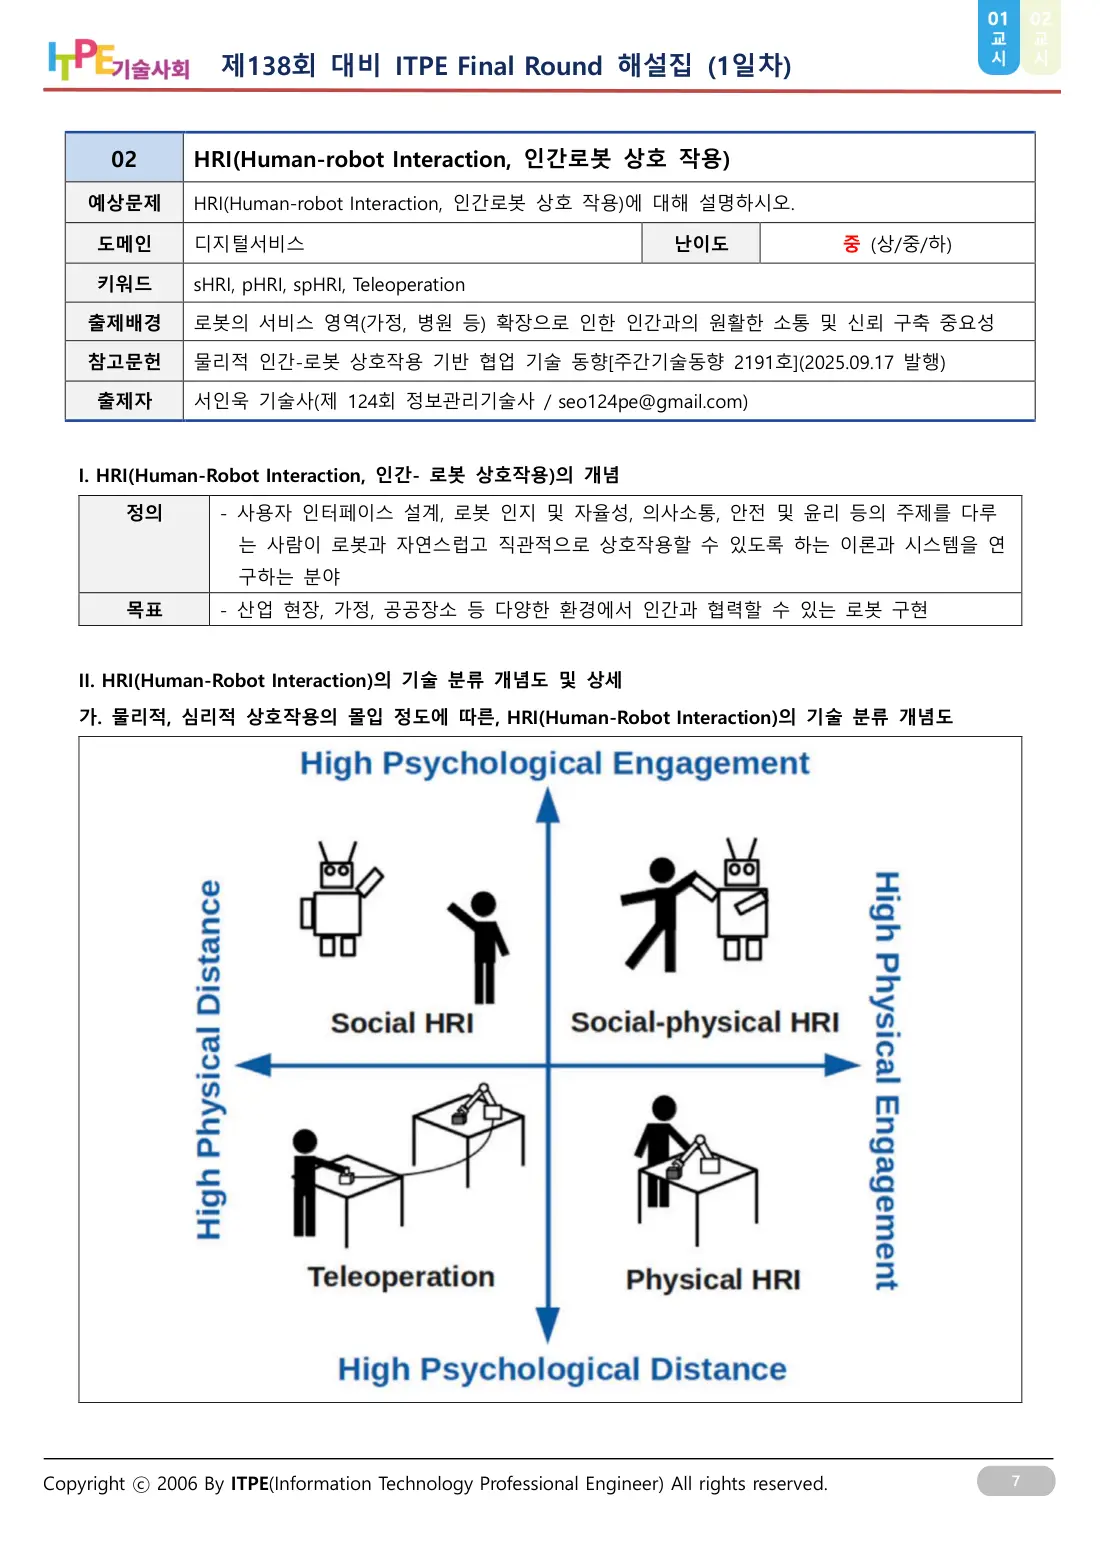 ITPE기술사회 제138회 대비 ITPE Final Round 해설집 (1일차)
01 교 시
02 교 시
02 HRI(Human-robot Interaction, 인간로봇 상호 작용)
예상문제 HRI(Human-robot Interaction, 인간로봇 상호 작용)에 대해 설명하시오.
도메인 디지털서비스 난이도 중 (상/중/하)
키워드 sHRI, pHRI, spHRI, Teleoperation
출제배경 로봇의 서비스 영역(가정, 병원 등) 확장으로 인한 인간과의 원활한 소통 및 신뢰 구축 중요성
참고문헌 물리적 인간-로봇 상호작용 기반 협업 기술 동향[주간기술동향 2191호](2025.09.17 발행)
출제자 서인욱 기술사(제 124회 정보관리기술사 / seo124pe@gmail.com)
I. HRI(Human-Robot Interaction, 인간- 로봇 상호작용)의 개념
정의 - 사용자 인터페이스 설계, 로봇 인지 및 자율성, 의사소통, 안전 및 윤리 등의 주제를 다루
는 사람이 로봇과 자연스럽고 직관적으로 상호작용할 수 있도록 하는 이론과 시스템을 연
구하는 분야
목표 - 산업 현장, 가정, 공공장소 등 다양한 환경에서 인간과 협력할 수 있는 로봇 구현
II. HRI(Human-Robot Interaction)의 기술 분류 개념도 및 상세
가. 물리적, 심리적 상호작용의 몰입 정도에 따른, HRI(Human-Robot Interaction)의 기술 분류 개념도
High Psychological Engagement
High Physical Distance
High Physical Engagement
Social HRI
Social-physical HRI
Teleoperation
Physical HRI
High Psychological Distance
Copyright ⓒ 2006 By ITPE(Information Technology Professional Engineer) All rights reserved.
7